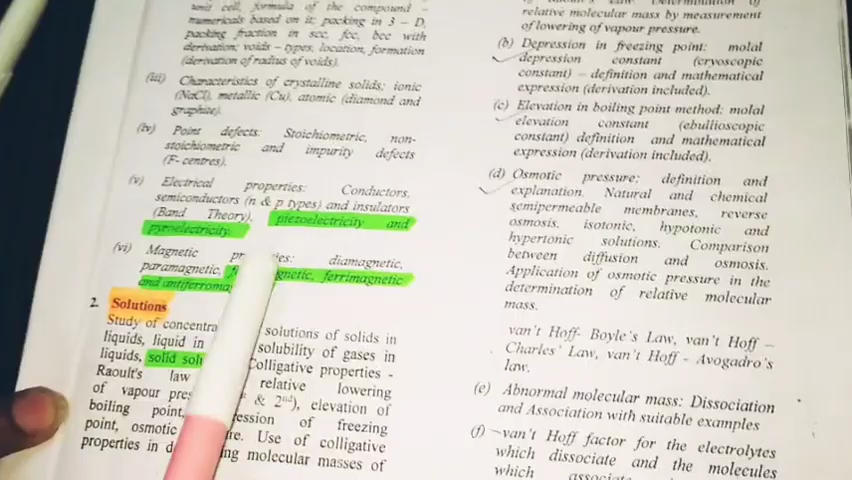 unit cell, formula of the compound –
numericals based on it; packing in 3 – D,
packing fraction in scc, fcc, bcc with
derivation; voids – types, location, formation
(derivation of radius of voids).
(iii) Characteristics of crystalline solids; ionic
(NaCl), metallic (Cu), atomic (diamond and
graphite).
(iv) Point defects: Stoichiometric, non-
stoichiometric and impurity defects
(F- centres).
(v) Electrical properties: Conductors,
semiconductors (n & p types) and insulators
(Band Theory), piezoelectricity and
pyroelectricity.
(vi) Magnetic diamagnetic,
paramagnetic, ferrimagnetic
and
2. Solutions
Study of solutions of solids in
liquids, liquid in solubility of gases in
liquids, solid Colligative properties -
Raoult's law relative lowering
of vapour & 2nd), elevation of
boiling point, freezing
point, osmotic Use of colligative
properties in molecular masses of
relative molecular mass by measurement
of lowering of vapour pressure.
(b) Depression in freezing point: molal
depression constant (cryoscopic
constant) – definition and mathematical
expression (derivation included).
(c) Elevation in boiling point method: molal
elevation constant (ebullioscopic
constant) definition and mathematical
expression (derivation included).
(d) Osmotic pressure: definition and
explanation. Natural and chemical
semipermeable membranes, reverse
osmosis, isotonic, hypotonic and
hypertonic solutions. Comparison
between diffusion and osmosis.
Application of osmotic pressure in the
determination of relative molecular
mass.
van't Hoff- Boyle's Law, van't Hoff –
Charles' Law, van't Hoff - Avogadro's
law.
(e) Abnormal molecular mass: Dissociation
and Association with suitable examples
(f) van't Hoff factor for the electrolytes
which dissociate and the molecules
which